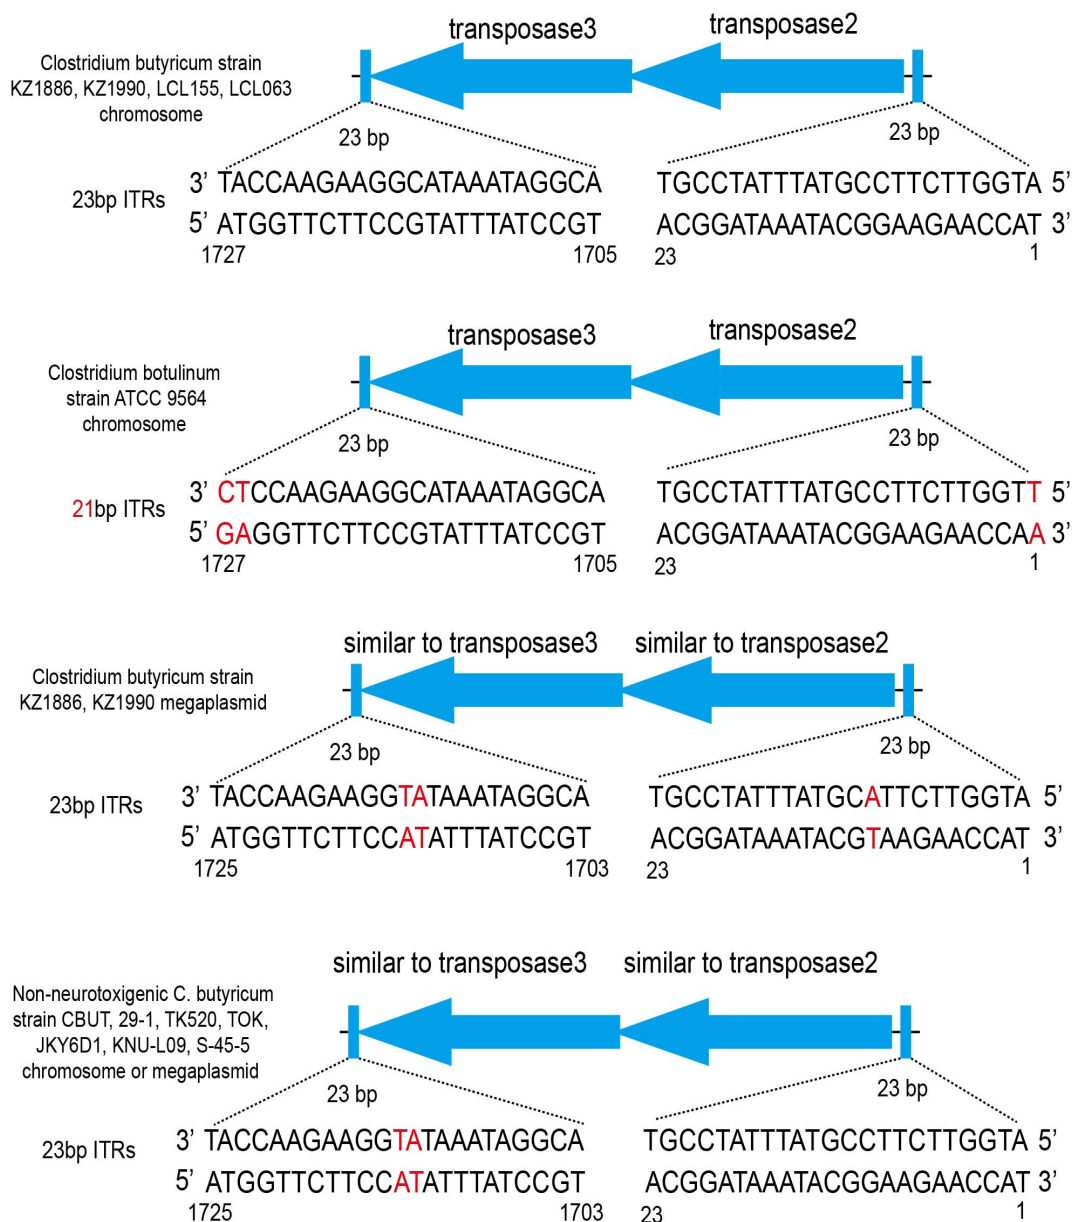 transposase3 transposase2
Clostridium butyricum strain
KZ1886, KZ1990, LCL155, LCL063
chromosome
23 bp 23 bp
23bp ITRs
3’ TACCAAGAAGGCATAAATAGGCA TGCCTATTTATGCCTTCTTGGTA 5’
5’ ATGGTTCTTCCGTATTTATCCGT ACGGATAAATACGGAAGAACCAT 3’
1727 1705 23 1
transposase3 transposase2
Clostridium botulinum
strain ATCC 9564
chromosome
23 bp 23 bp
21bp ITRs
3’ CTCCAAGAAGGCATAAATAGGCA TGCCTATTTATGCCTTCTTGGTT 5’
5’ GAGGTTCTTCCGTATTTATCCGT ACGGATAAATACGGAAGAACCAA 3’
1727 1705 23 1
similar to transposase3 similar to transposase2
Clostridium butyricum strain
KZ1886, KZ1990 megaplasmid
23 bp 23 bp
23bp ITRs
3’ TACCAAGAAGGTATAAATAGGCA TGCCTATTTATGCATTCTTGGTA 5’
5’ ATGGTTCTTCCATATTTATCCGT ACGGATAAATACGTAAGAACCAT 3’
1725 1703 23 1
similar to transposase3 similar to transposase2
Non-neurotoxigenic C. butyricum
strain CBUT, 29-1, TK520, TOK,
JKY6D1, KNU-L09, S-45-5
chromosome or megaplasmid
23 bp 23 bp
23bp ITRs
3’ TACCAAGAAGGTATAAATAGGCA TGCCTATTTATGCCTTCTTGGTA 5’
5’ ATGGTTCTTCCATATTTATCCGT ACGGATAAATACGGAAGAACCAT 3’
1725 1703 23 1